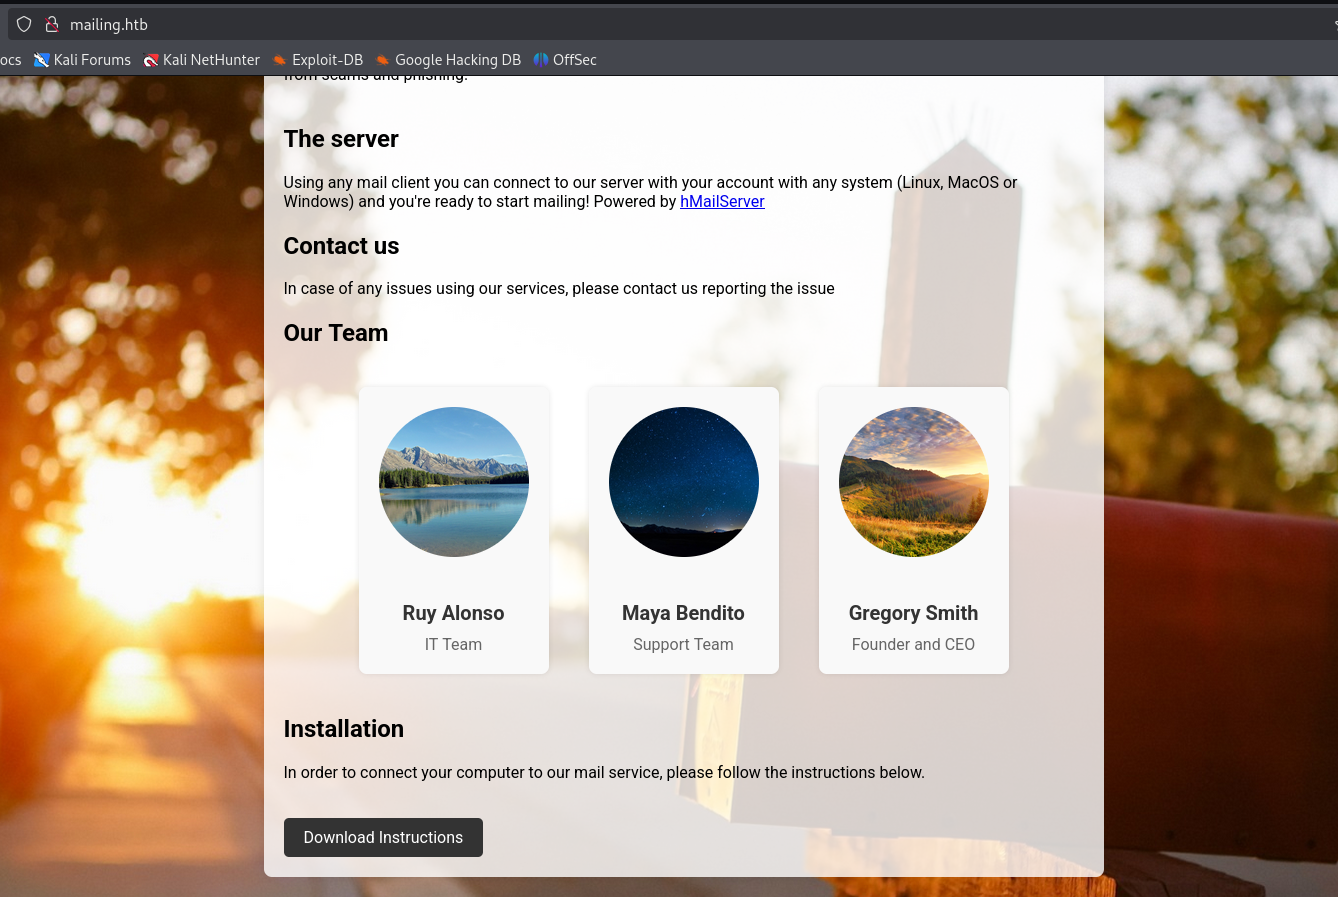 mailing.htb
ocs Kali Forums Kali NetHunter Exploit-DB Google Hacking DB OffSec
from scams and phishing.
The server
Using any mail client you can connect to our server with your account with any system (Linux, MacOS or
Windows) and you're ready to start mailing! Powered by hMailServer
Contact us
In case of any issues using our services, please contact us reporting the issue
Our Team
Ruy Alonso
IT Team
Maya Bendito
Support Team
Gregory Smith
Founder and CEO
Installation
In order to connect your computer to our mail service, please follow the instructions below.
Download Instructions